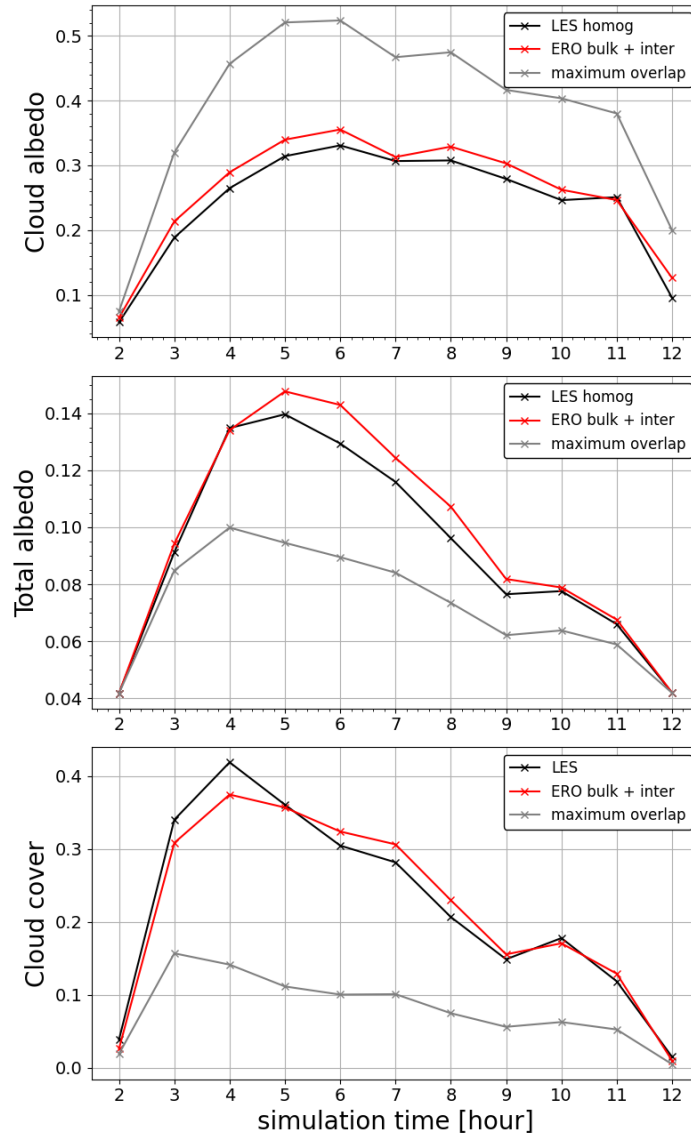 Cloud albedo
0.5
0.4
0.3
0.2
0.1
LES homog
ERO bulk + inter
maximum overlap
2 3 4 5 6 7 8 9 10 11 12
Total albedo
0.14
0.12
0.10
0.08
0.06
0.04
LES homog
ERO bulk + inter
maximum overlap
2 3 4 5 6 7 8 9 10 11 12
Cloud cover
0.4
0.3
0.2
0.1
0.0
LES
ERO bulk + inter
maximum overlap
2 3 4 5 6 7 8 9 10 11 12
simulation time [hour]